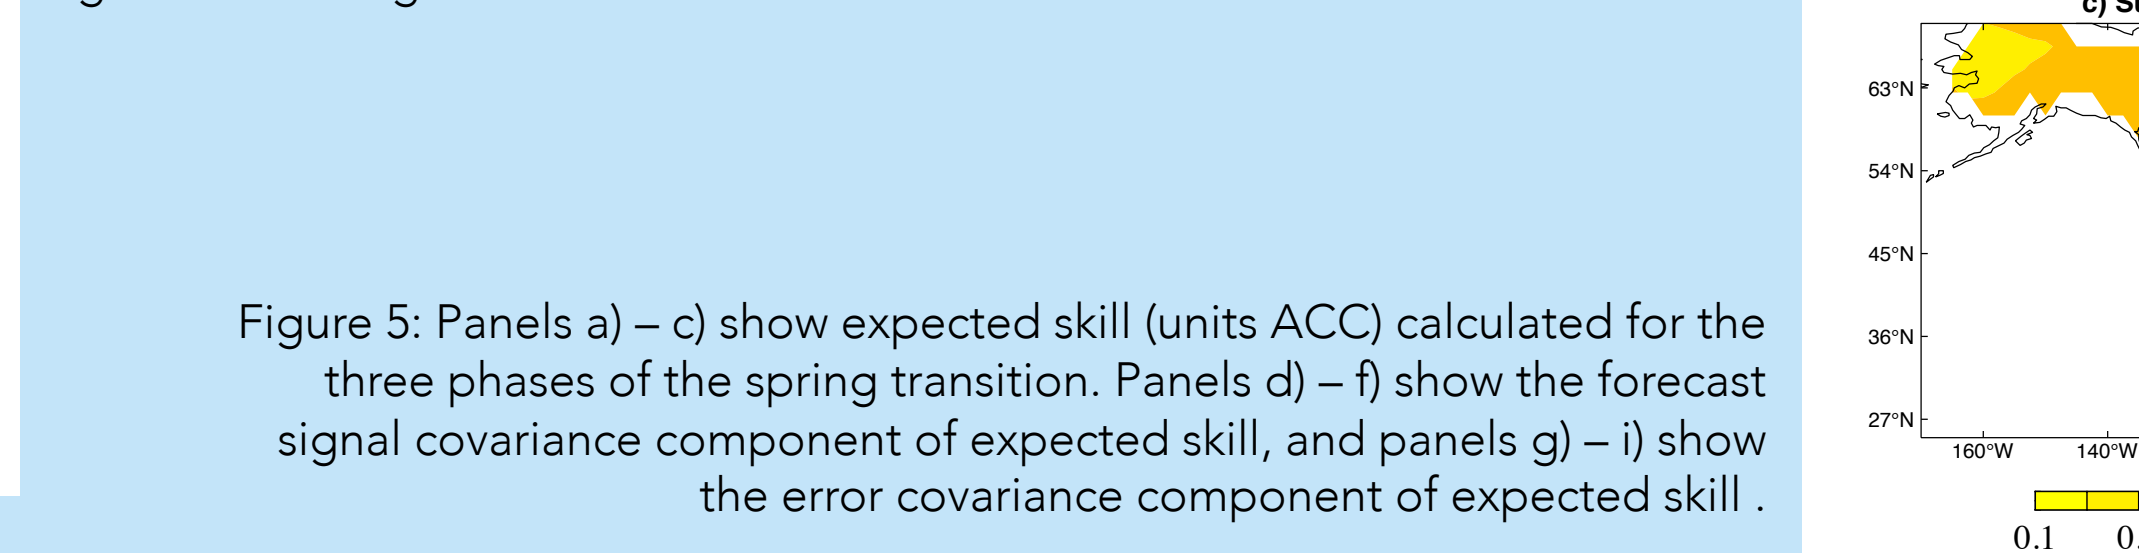 Figure 5: Panels a) – c) show expected skill (units ACC) calculated for the
three phases of the spring transition. Panels d) – f) show the forecast
signal covariance component of expected skill, and panels g) – i) show
the error covariance component of expected skill .
c)
63°N
54°N
45°N
36°N
27°N
160°W
140°W
0.1
0.